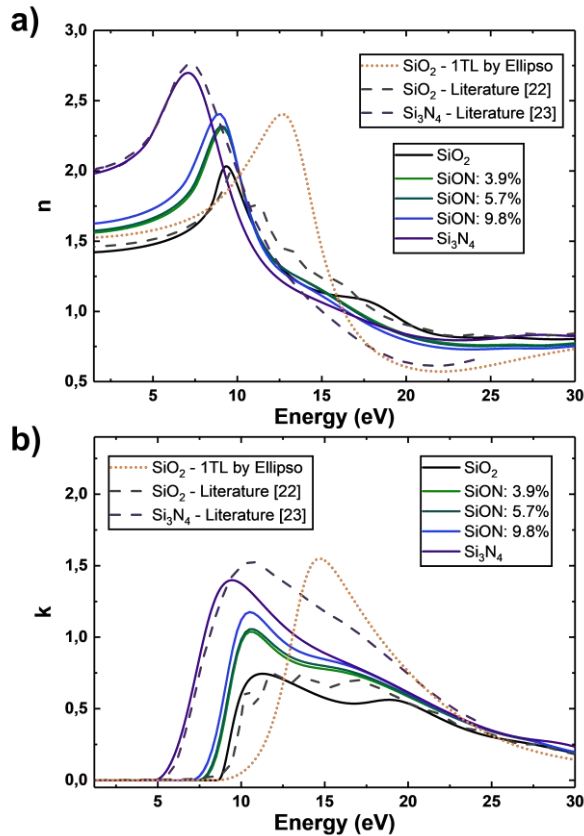 a)
3.0
2.5
2.0
1.5
1.0
0,5
n
5
10
15
20
25
30
Energy (eV)
SiO₂ - 1TL by Ellipso
SiO₂ - Literature [22]
Si₃N₄ - Literature [23]
SiO₂
SiON: 3.9%
SiON: 5.7%
SiON: 9.8%
Si₃N₄
b)
2.0
1.5
1.0
0.5
0,0
k
5
10
15
20
25
30
Energy (eV)
SiO₂ - 1TL by Ellipso
SiO₂ - Literature [22]
Si₃N₄ - Literature [23]
SiO₂
SiON: 3.9%
SiON: 5.7%
SiON: 9.8%
Si₃N₄